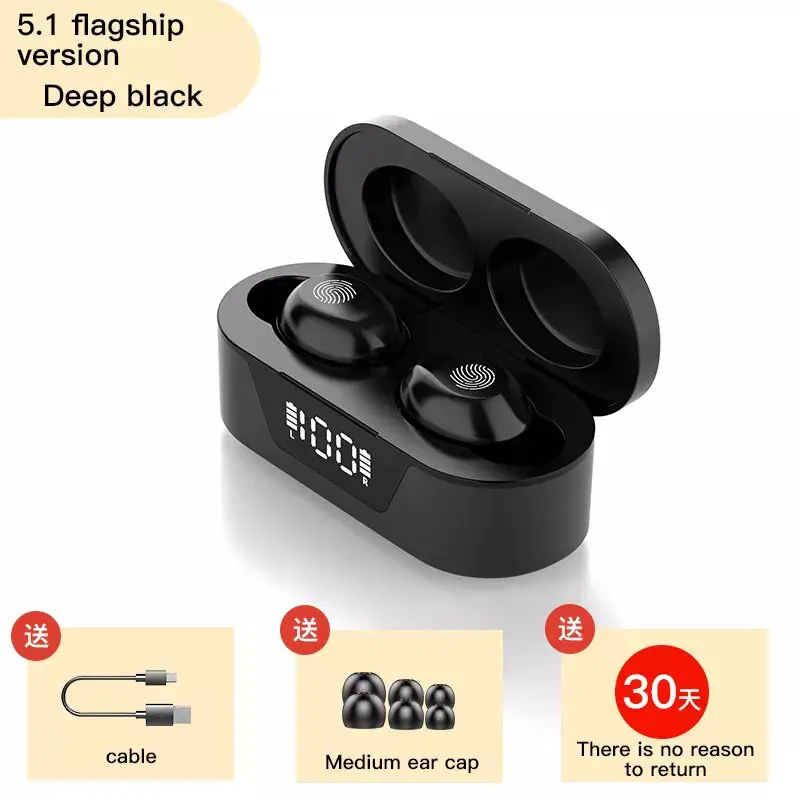 5.1 flagship
version
Deep black
L
100
R
送
送
送
cable
Medium ear cap
30天
There is no reason
to return